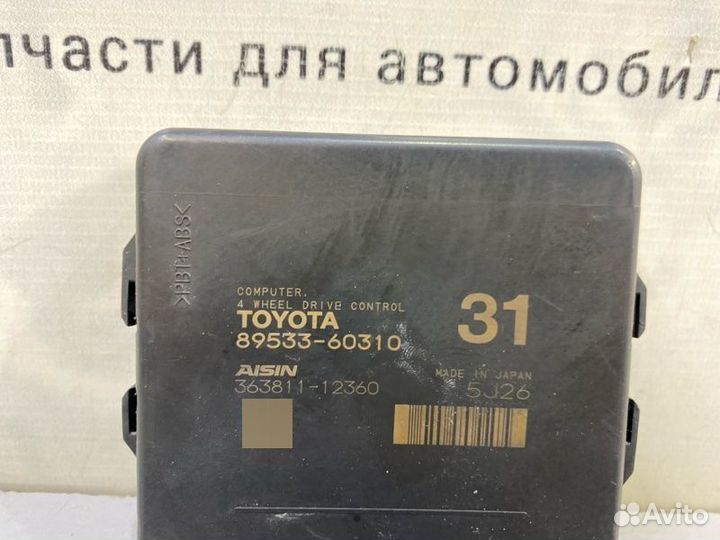 пчасти для автомобил
>PBT+ABS<
COMPUTER,
4 WHEEL DRIVE CONTROL
TOYOTA
89533-60310
31
AISIN
363811-12360
MADE IN JAPAN
5J26
Avito